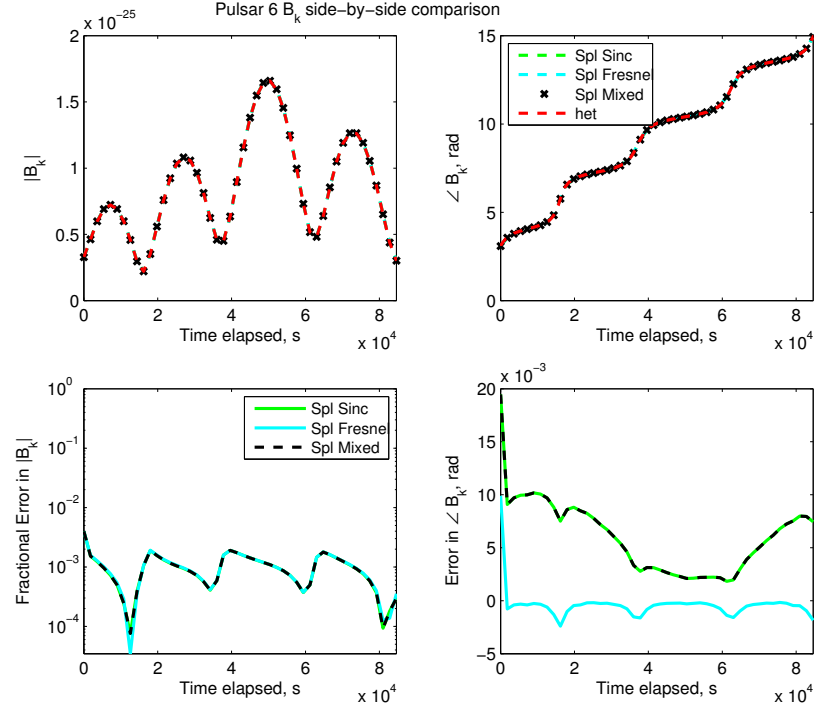 Pulsar 6 B_k side−by−side comparison
x 10^−25
2
1.5
1
0.5
0
|B_k|
0
2
4
6
8
Time elapsed, s
x 10^4
15
10
5
0
∠ B_k, rad
Spl Sinc
Spl Fresnel
Spl Mixed
het
0
2
4
6
8
Time elapsed, s
x 10^4
10^0
10^−1
10^−2
10^−3
10^−4
Fractional Error in |B_k|
Spl Sinc
Spl Fresnel
Spl Mixed
0
2
4
6
8
Time elapsed, s
x 10^4
x 10^−3
20
15
10
5
0
−5
Error in ∠ B_k, rad
0
2
4
6
8
Time elapsed, s
x 10^4